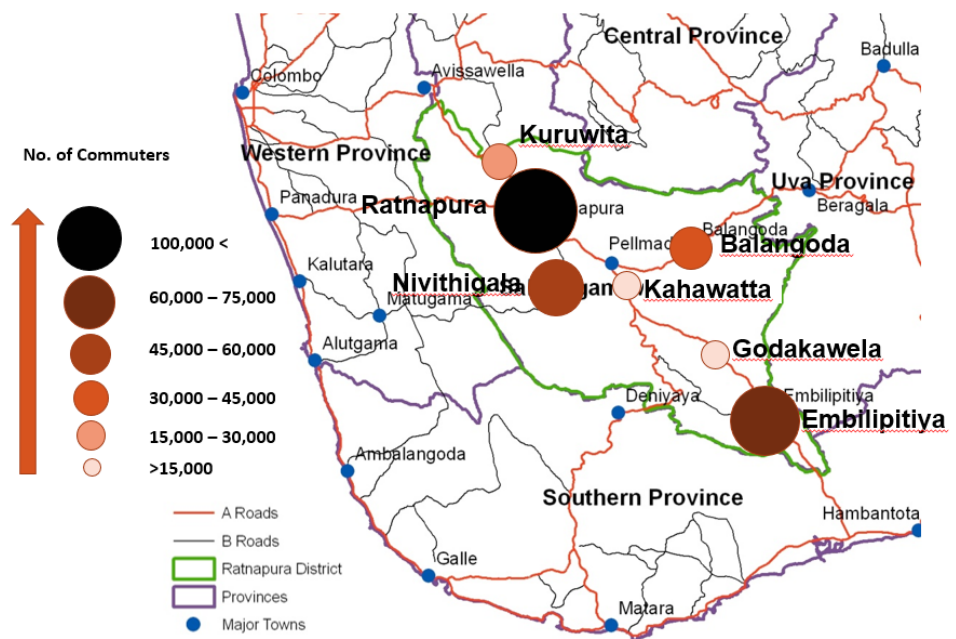 Central Province
Badulla
Colombo
Avissawella
Kuruwita
No. of Commuters
Western Province
Uva Province
Panadura
Ratnapura
apura
Beragala
100,000 <
Pellmad
Balangoda
Balangoda
Kalutara
Nivithigala
Kahawatta
60,000 – 75,000
Matugama
Alutgama
Godakawela
45,000 – 60,000
30,000 – 45,000
Deniyaya
Embilipitiya
Embilipitiya
15,000 – 30,000
Ambalangoda
>15,000
Southern Province
A Roads
Hambantota
B Roads
Galle
Ratnapura District
Provinces
Matara
Major Towns